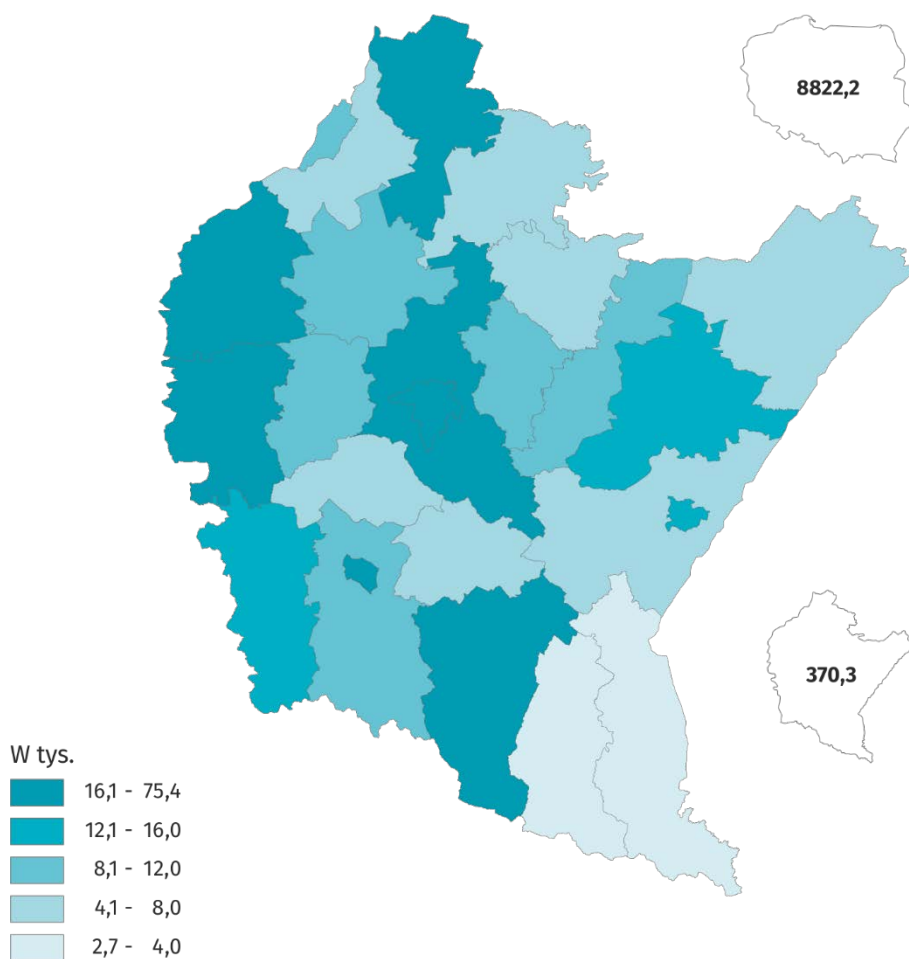 8822,2
370,3
W tys.
16,1 - 75,4
12,1 - 16,0
8,1 - 12,0
4,1 - 8,0
2,7 - 4,0